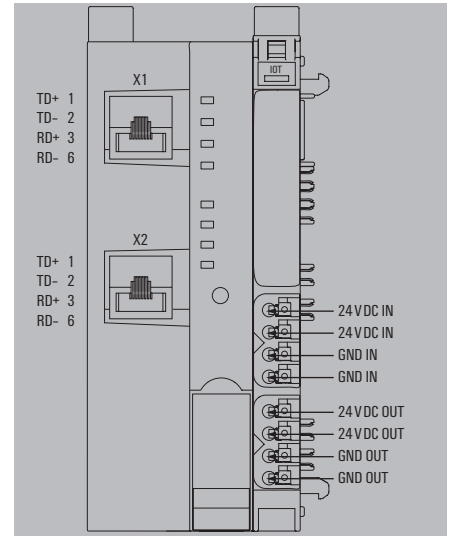 IOT
X1
TD+ 1
TD- 2
RD+ 3
RD- 6
X2
TD+ 1
TD- 2
RD+ 3
RD- 6
24 V DC IN
24 V DC IN
GND IN
GND IN
24 V DC OUT
24 V DC OUT
GND OUT
GND OUT